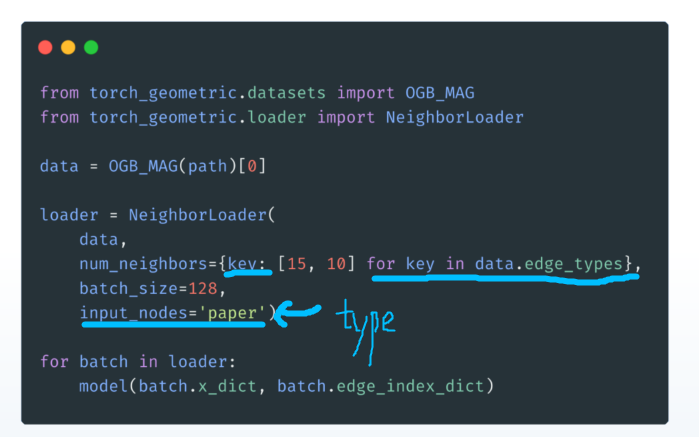 from torch_geometric.datasets import OGB_MAG
from torch_geometric.loader import NeighborLoader
data = OGB_MAG(path)[0]
loader = NeighborLoader(
data,
num_neighbors={key: [15, 10] for key in data.edge_types},
batch_size=128,
input_nodes='paper')
type
for batch in loader:
model(batch.x_dict, batch.edge_index_dict)